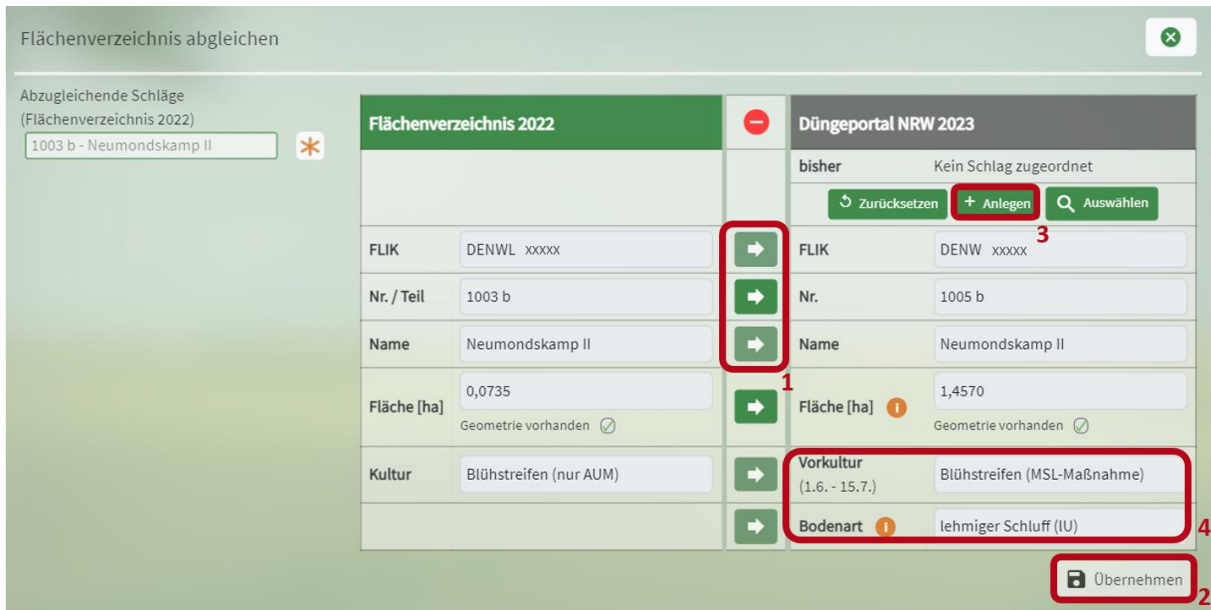 Flächenverzeichnis abgleichen
Abzugleichende Schläge
(Flächenverzeichnis 2022)
1003 b - Neumondskamp II
Flächenverzeichnis 2022
Düngeportal NRW 2023
bisher Kein Schlag zugeordnet
Zurücksetzen + Anlegen Auswählen
3
FLIK DENWL xxxxx FLIK DENW xxxxx
Nr. / Teil 1003 b Nr. 1005 b
Name Neumondskamp II Name Neumondskamp II
1
Fläche [ha] 0,0735 Fläche [ha] 1,4570
Geometrie vorhanden Geometrie vorhanden
Kultur Blühstreifen (nur AUM) Vorkultur Blühstreifen (MSL-Maßnahme)
(1.6. - 15.7.)
Bodenart lehmiger Schluff (lU)
4
Übernehmen
2